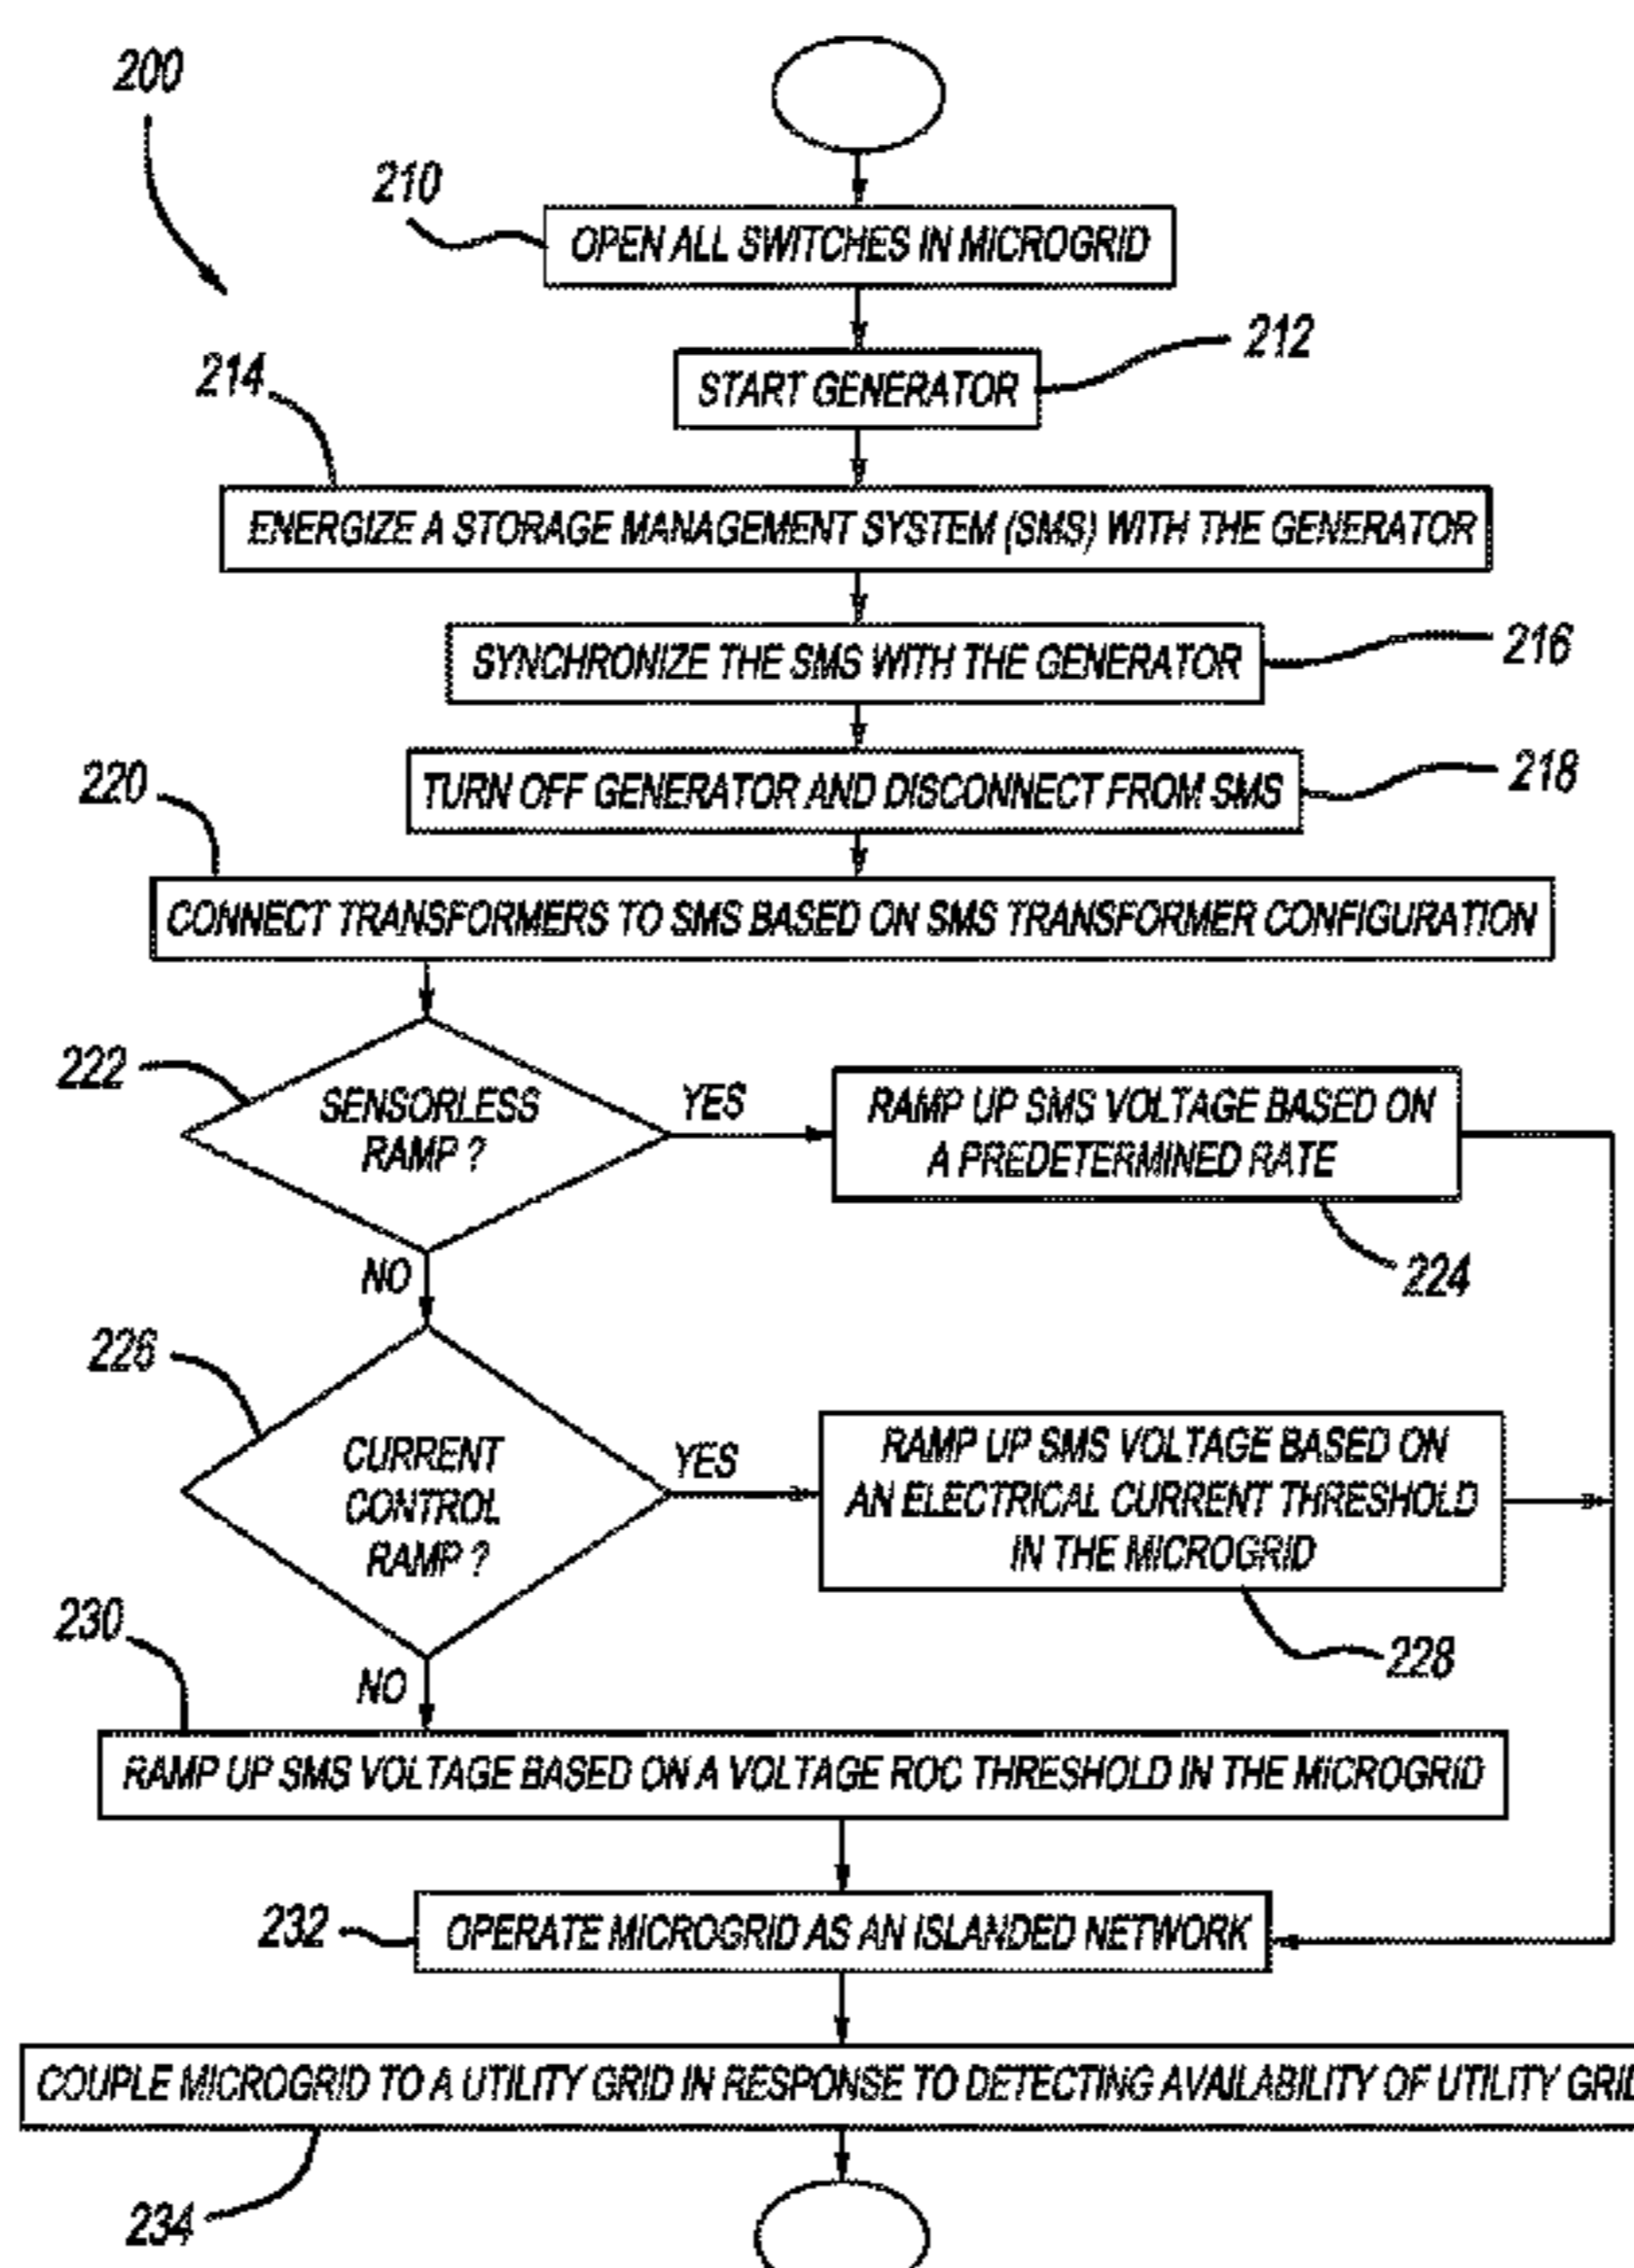 200
210
OPEN ALL SWITCHES IN MICROGRID
212
START GENERATOR
214
ENERGIZE A STORAGE MANAGEMENT SYSTEM (SMS) WITH THE GENERATOR
216
SYNCHRONIZE THE SMS WITH THE GENERATOR
218
TURN OFF GENERATOR AND DISCONNECT FROM SMS
220
CONNECT TRANSFORMERS TO SMS BASED ON SMS TRANSFORMER CONFIGURATION
222
SENSORLESS
RAMP ?
YES
RAMP UP SMS VOLTAGE BASED ON
A PREDETERMINED RATE
224
NO
226
CURRENT
CONTROL
RAMP ?
YES
RAMP UP SMS VOLTAGE BASED ON
AN ELECTRICAL CURRENT THRESHOLD
IN THE MICROGRID
228
NO
230
RAMP UP SMS VOLTAGE BASED ON A VOLTAGE ROC THRESHOLD IN THE MICROGRID
232
OPERATE MICROGRID AS AN ISLANDED NETWORK
COUPLE MICROGRID TO A UTILITY GRID IN RESPONSE TO DETECTING AVAILABILITY OF UTILITY GRID
234